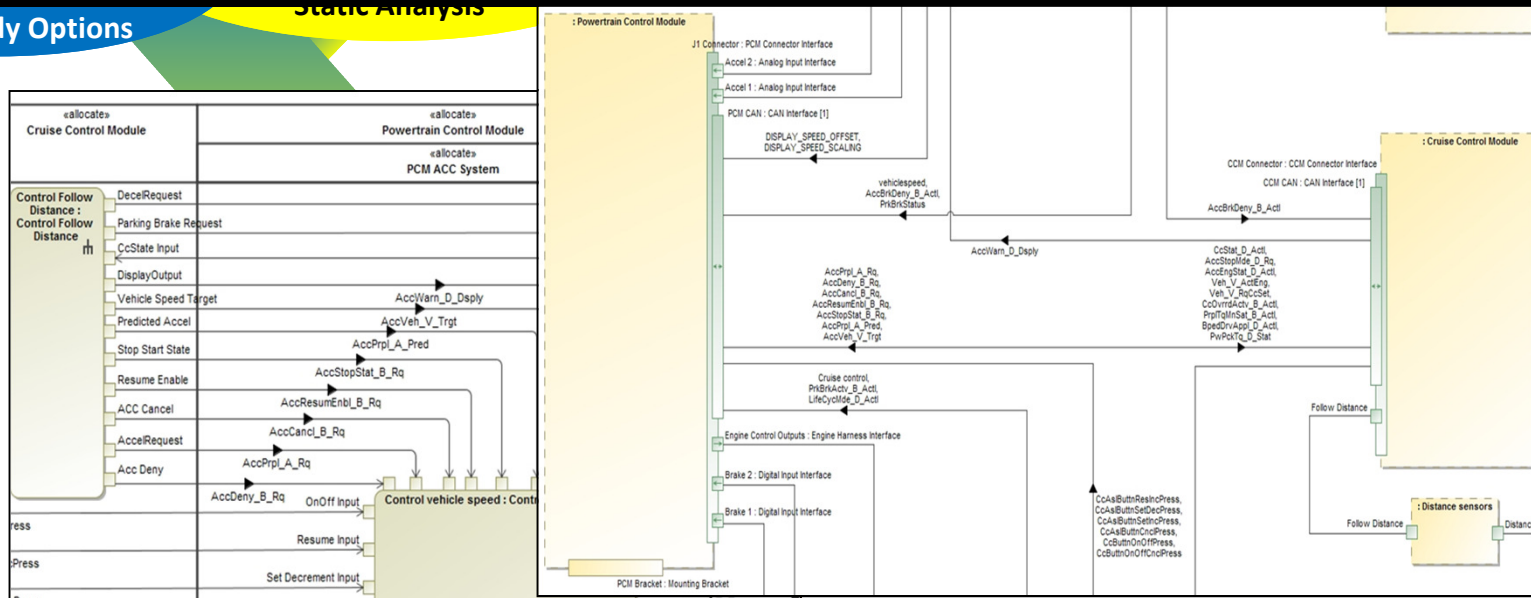 Static Analysis
ly Options
«allocate»
Cruise Control Module
«allocate»
Powertrain Control Module
«allocate»
PCM ACC System
Control Follow
Distance :
Control Follow
Distance
DecelRequest
Parking Brake Request
CcState Input
DisplayOutput
Vehicle Speed Target
Predicted Accel
Stop Start State
Resume Enable
ACC Cancel
AccelRequest
Acc Deny
AccWarn_D_Dsply
AccVeh_V_Trgt
AccPrpl_A_Pred
AccStopStat_B_Rq
AccResumEnbl_B_Rq
AccCancl_B_Rq
AccPrpl_A_Rq
AccDeny_B_Rq
OnOff Input
Control vehicle speed : Contr
ress
Resume Input
:Press
Set Decrement Input
: Powertrain Control Module
J1 Connector : PCM Connector Interface
Accel 2 : Analog Input Interface
Accel 1 : Analog Input Interface
PCM CAN : CAN Interface [1]
DISPLAY_SPEED_OFFSET,
DISPLAY_SPEED_SCALING
vehiclespeed,
AccBrkDeny_B_Actl,
PrkBrkStatus
AccWarn_D_Dsply
AccPrpl_A_Rq,
AccDeny_B_Rq,
AccCancl_B_Rq,
AccResumEnbl_B_Rq,
AccStopStat_B_Rq,
AccPrpl_A_Pred,
AccVeh_V_Trgt
Cruise control,
PrkBrkActv_B_Actl,
LifeCycMde_D_Actl
Engine Control Outputs : Engine Harness Interface
Brake 2 : Digital Input Interface
Brake 1 : Digital Input Interface
PCM Bracket : Mounting Bracket
: Cruise Control Module
CCM Connector : CCM Connector Interface
CCM CAN : CAN Interface [1]
AccBrkDeny_B_Actl
CcStat_D_Actl,
AccStopMde_D_Rq,
AccEngStat_D_Actl,
Veh_V_ActlEng,
Veh_V_RqCcSet,
CcOvrrdActv_B_Actl,
PrplTqMnSat_B_Actl,
BpedDrvAppl_D_Actl,
PwPckTq_D_Stat
Follow Distance
CcAslButtnResIncPress,
CcAslButtnSetDecPress,
CcAslButtnSetIncPress,
CcAslButtnCnclPress,
CcButtnOnOffPress,
CcButtnOnOffCnclPress
: Distance sensors
Follow Distance
Distanc